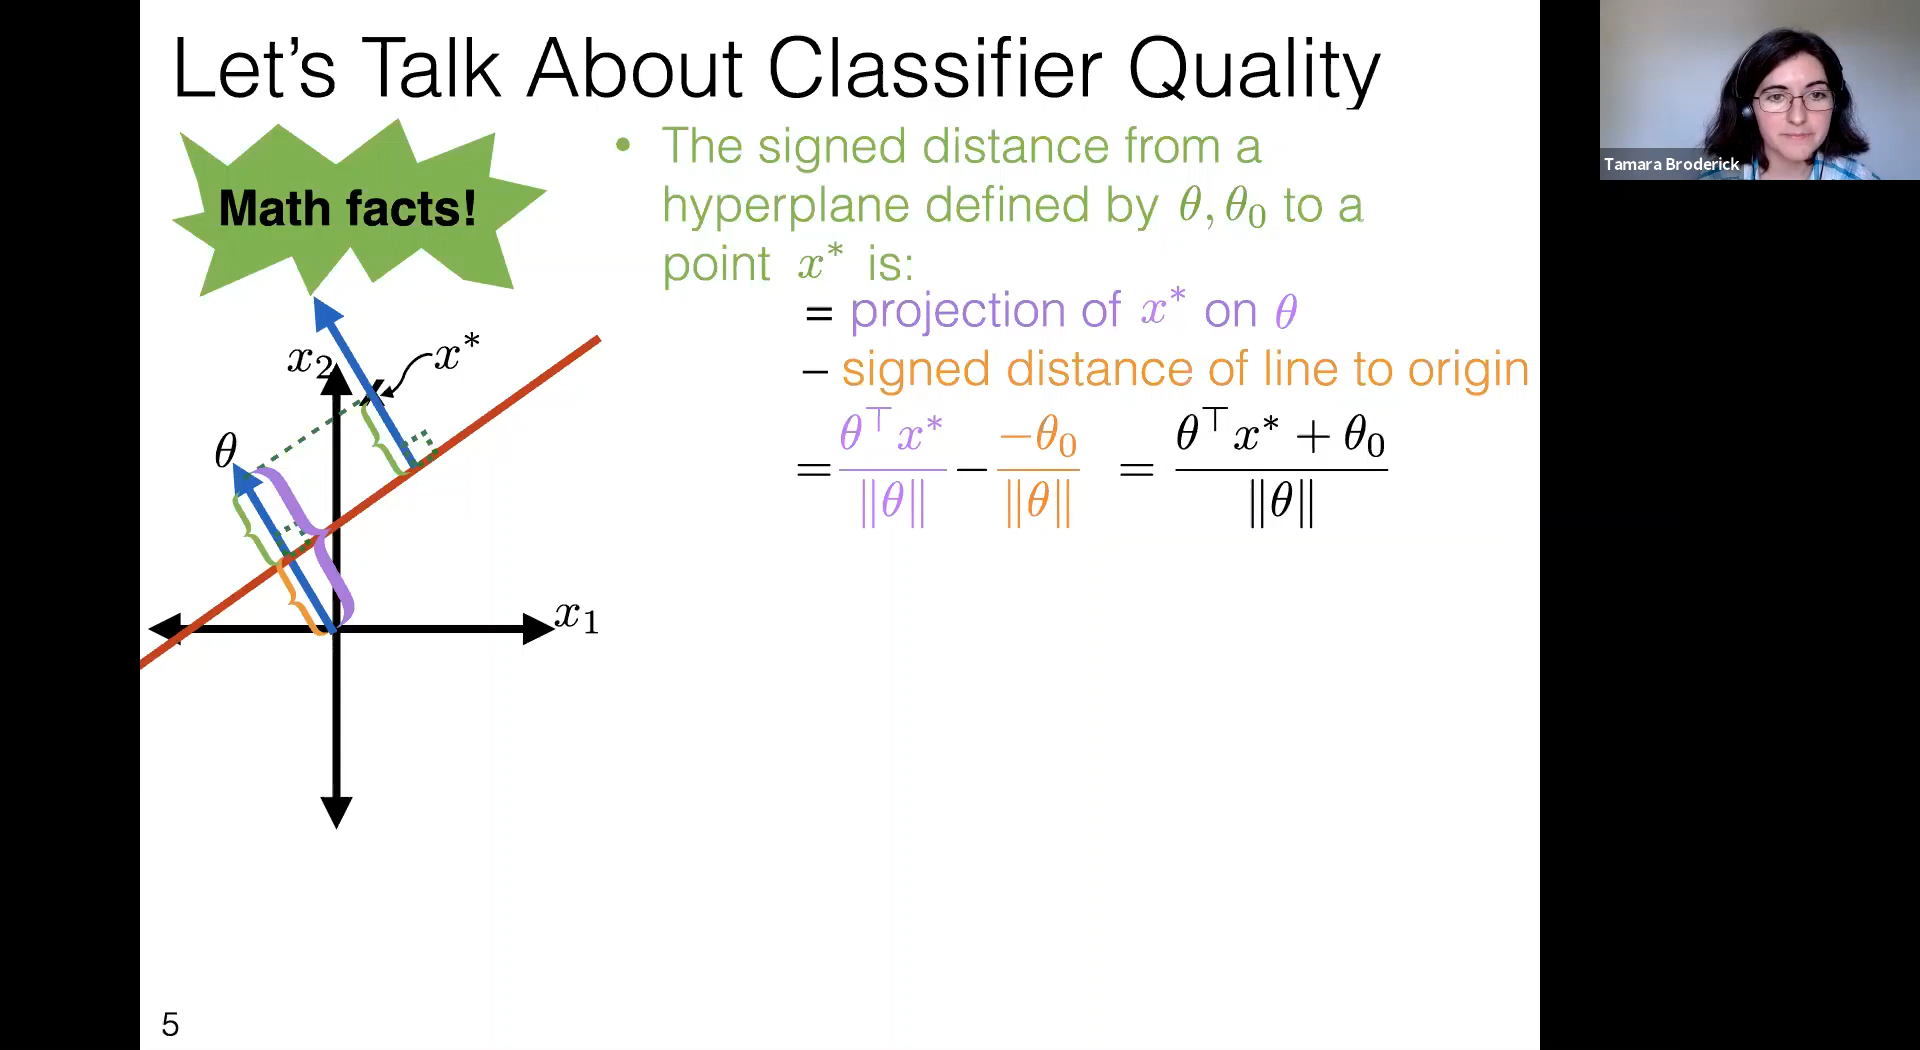 Let's Talk About Classifier Quality
Tamara Broderick
Math facts!
• The signed distance from a
hyperplane defined by θ, θ₀ to a
point x* is:
= projection of x* on θ
– signed distance of line to origin
= θ⊤x* / ‖θ‖ − −θ₀ / ‖θ‖ = θ⊤x* + θ₀ / ‖θ‖
x₂
x*
θ
x₁
5